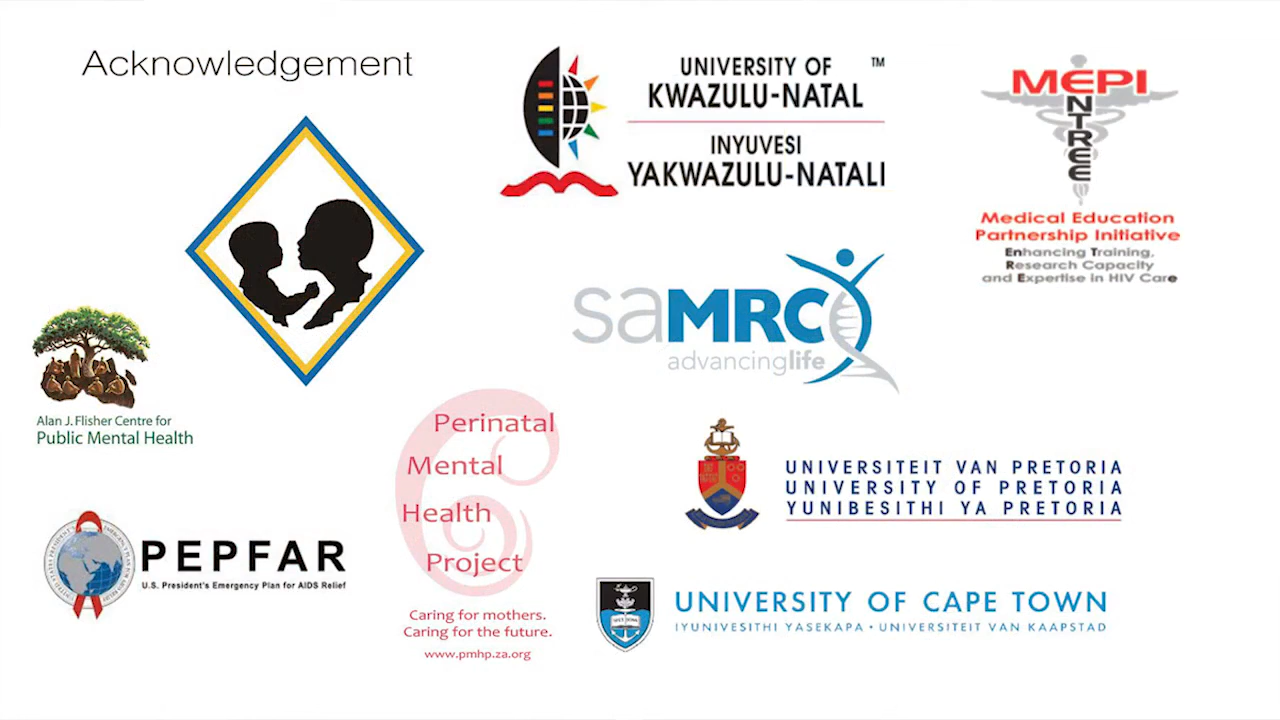 Acknowledgement
UNIVERSITY OF
KWAZULU-NATAL
TM
INYUVESI
YAKWAZULU-NATALI
MEPI
ENTREE
Medical Education
Partnership Initiative
Enhancing Training,
Research Capacity
and Expertise in HIV Care
saMRC
advancinglife
Alan J. Flisher Centre for
Public Mental Health
Perinatal
Mental
Health
Project
Caring for mothers.
Caring for the future.
www.pmhp.za.org
UNIVERSITEIT VAN PRETORIA
UNIVERSITY OF PRETORIA
YUNIBESITHI YA PRETORIA
PEPFAR
U.S. President's Emergency Plan for AIDS Relief
UNIVERSITY OF CAPE TOWN
IYUNIVESITHI YASEKAPA • UNIVERSITEIT VAN KAAPSTAD